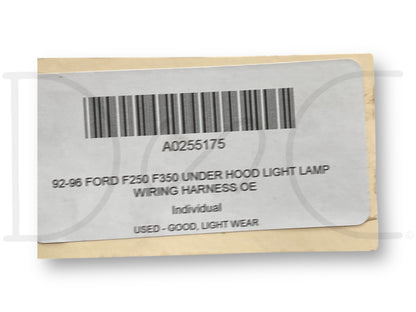 A0255175
92-96 FORD F250 F350 UNDER HOOD LIGHT LAMP
WIRING HARNESS OE
Individual
USED - GOOD, LIGHT WEAR